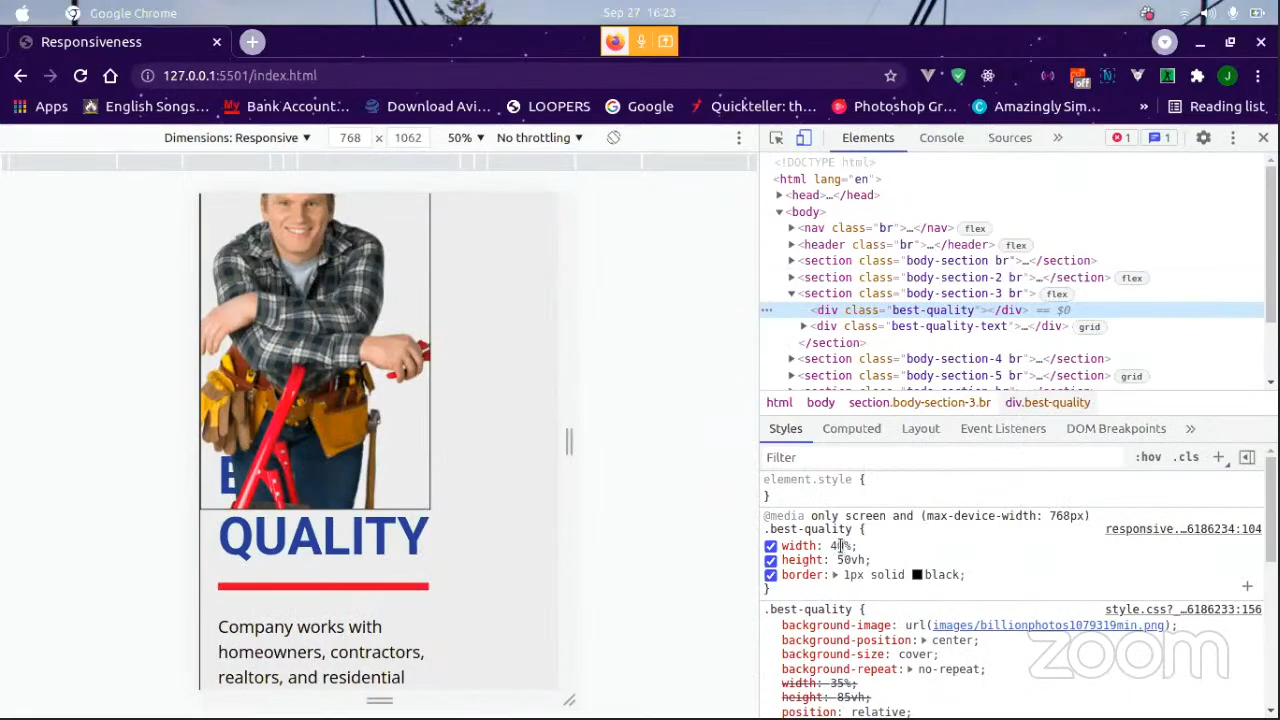 Google Chrome
Sep 27 16:23
Responsiveness
127.0.0.1:5501/index.html
off
J
Apps
English Songs...
Bank Account...
Download Avi...
LOOPERS
Google
Quickteller: th...
Photoshop Gr...
Amazingly Sim...
»
Reading list
Dimensions: Responsive
768 × 1062
50%
No throttling
Elements
Console
Sources
»
1
1
<!DOCTYPE html>
<html lang="en">
<head>…</head>
<body>
<nav class="br">…</nav> flex
<header class="br">…</header> flex
<section class="body-section br">…</section>
<section class="body-section-2 br">…</section> flex
<section class="body-section-3 br"> flex
<div class="best-quality"></div> == $0
<div class="best-quality-text">…</div> grid
</section>
<section class="body-section-4 br">…</section>
<section class="body-section-5 br">…</section> grid
html body section.body-section-3.br div.best-quality
Styles
Computed
Layout
Event Listeners
DOM Breakpoints
»
Filter
:hov .cls +
element.style {
}
@media only screen and (max-device-width: 768px)
.best-quality { responsive.…6186234:104
width: 40%;
height: 50vh;
border: 1px solid black;
}
.best-quality { style.css?_…6186233:156
background-image: url(images/billionphotos1079319min.png);
background-position: center;
background-size: cover;
background-repeat: no-repeat;
width: 35%;
height: 85vh;
position: relative;
QUALITY
Company works with
homeowners, contractors,
realtors, and residential
zoom